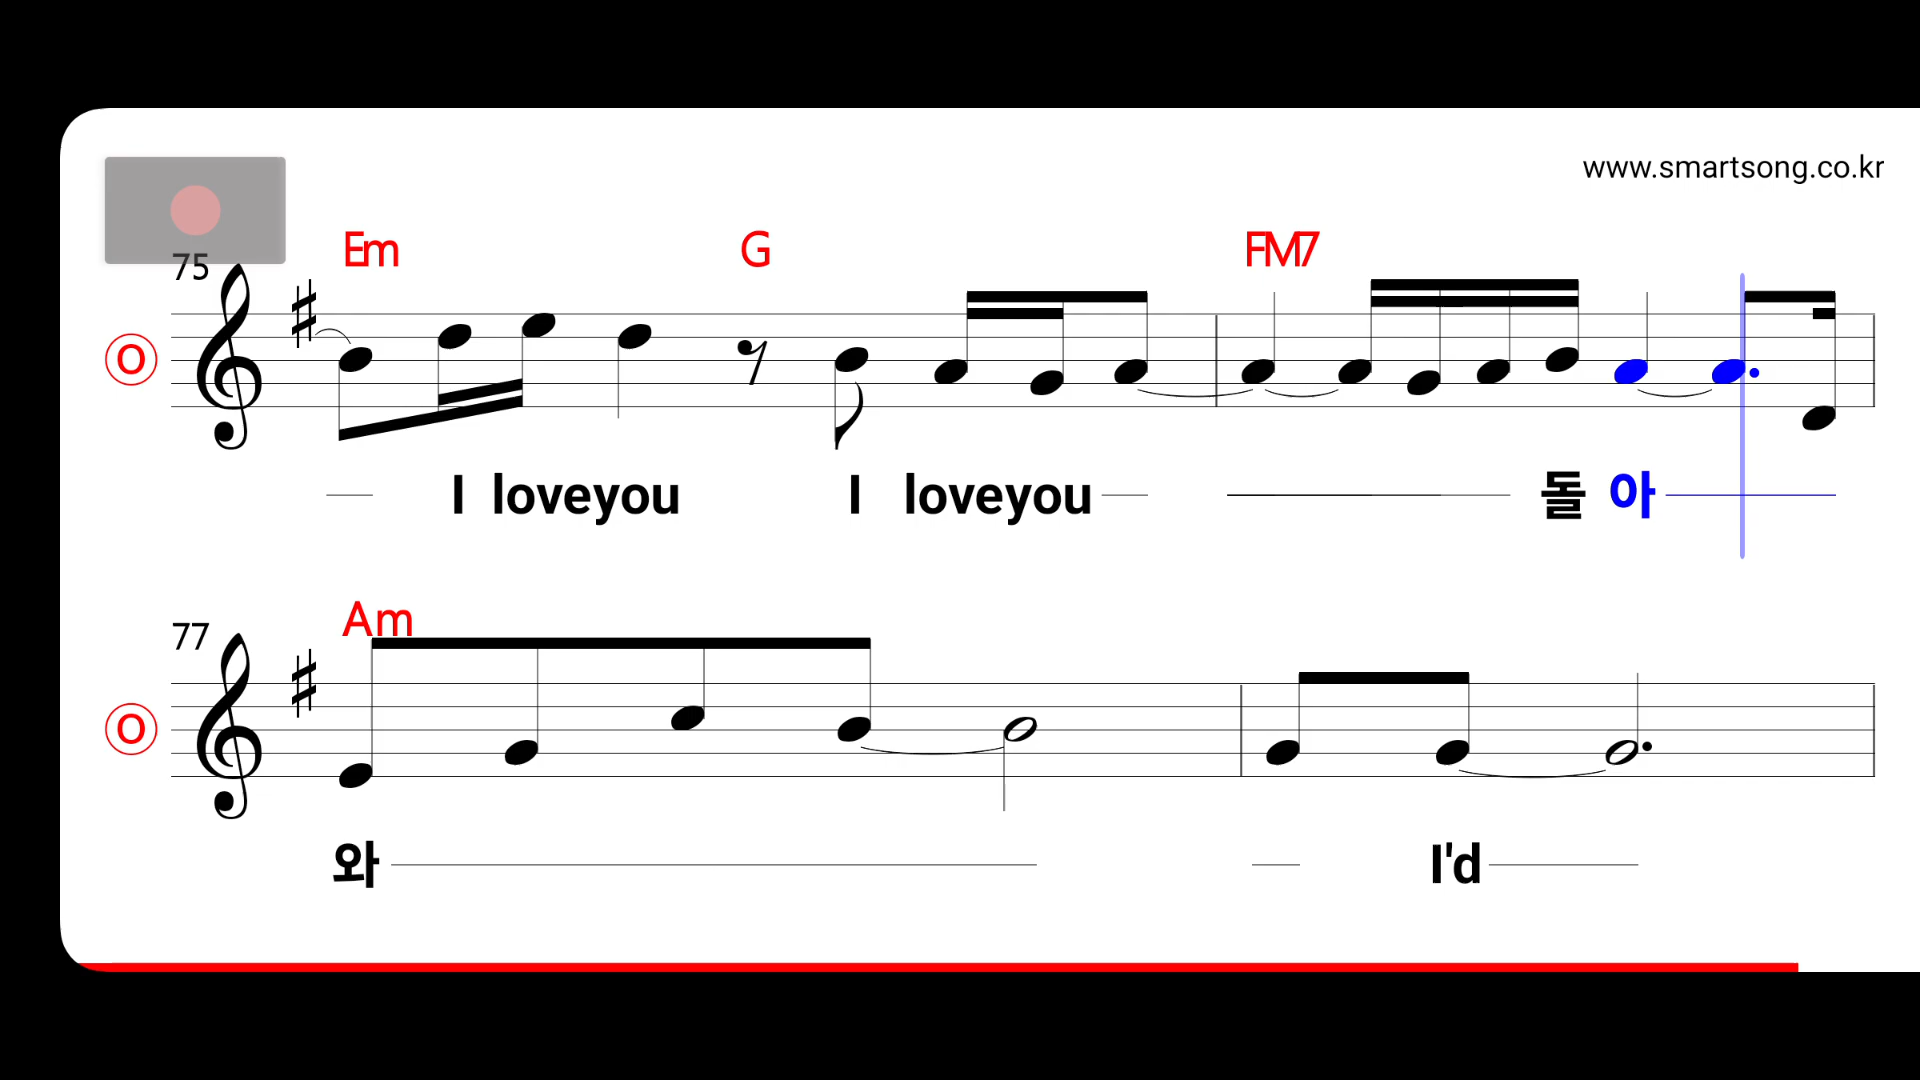 www.smartsong.co.kr
Em G FM7
75
O
I loveyou I loveyou 돌 아
Am
77
O
와 I'd